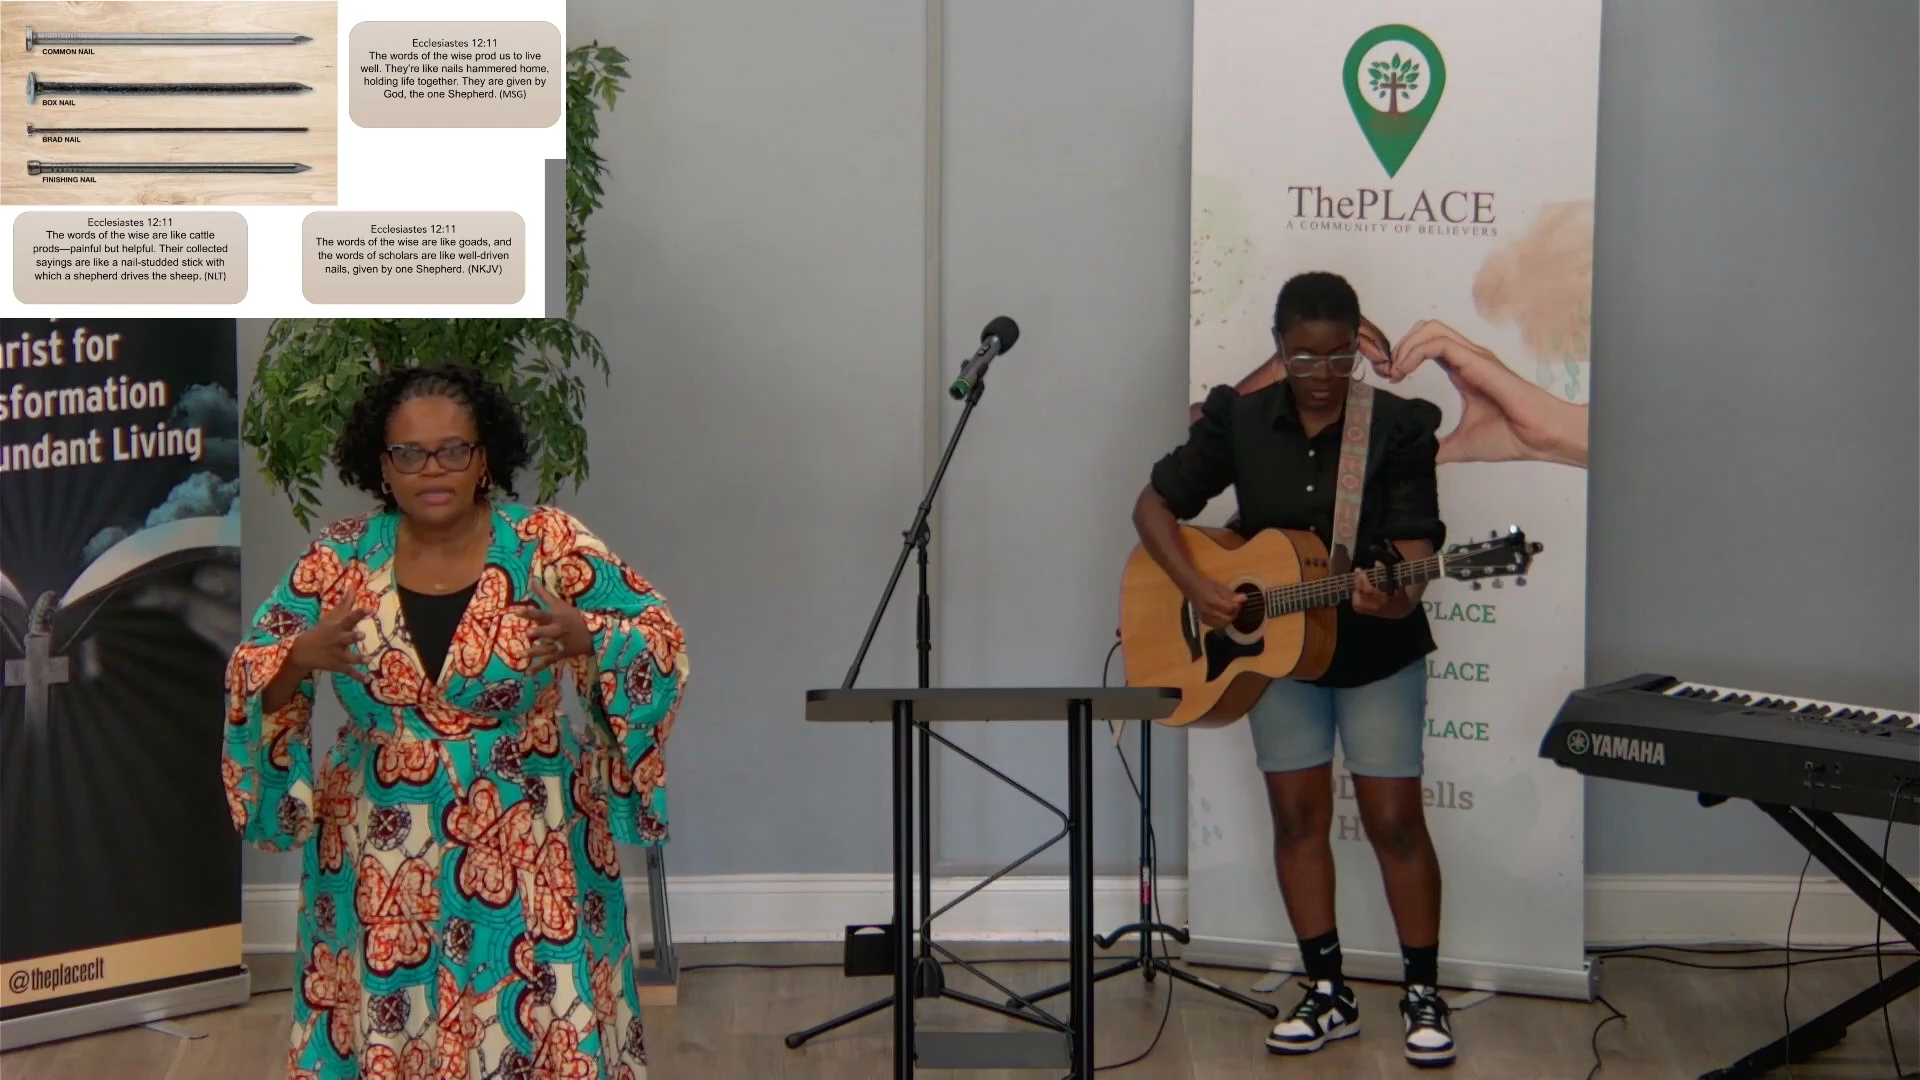 COMMON NAIL
BOX NAIL
BRAD NAIL
FINISHING NAIL
Ecclesiastes 12:11
The words of the wise prod us to live
well. They're like nails hammered home,
holding life together. They are given by
God, the one Shepherd. (MSG)
Ecclesiastes 12:11
The words of the wise are like cattle
prods—painful but helpful. Their collected
sayings are like a nail-studded stick with
which a shepherd drives the sheep. (NLT)
Ecclesiastes 12:11
The words of the wise are like goads, and
the words of scholars are like well-driven
nails, given by one Shepherd. (NKJV)
rist for
sformation
undant Living
@theplaceclt
ThePLACE
A COMMUNITY OF BELIEVERS
PLACE
LACE
LACE
ells
H
YAMAHA